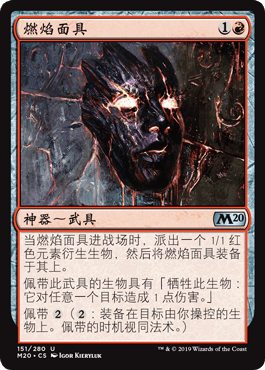 燃焰面具 1
神器～武具 M20
当燃焰面具进战场时，派出一个 1/1 红
色元素衍生生物，然后将燃焰面具装备
于其上。
佩带此武具的生物具有「牺牲此生物：
它对任意一个目标造成 1 点伤害。」
佩带 2（2：装备在目标由你操控的生
物上。佩带的时机视同法术。）
151/280 U
M20 • CS IGOR KIERYLUK
™ & © 2019 Wizards of the Coast